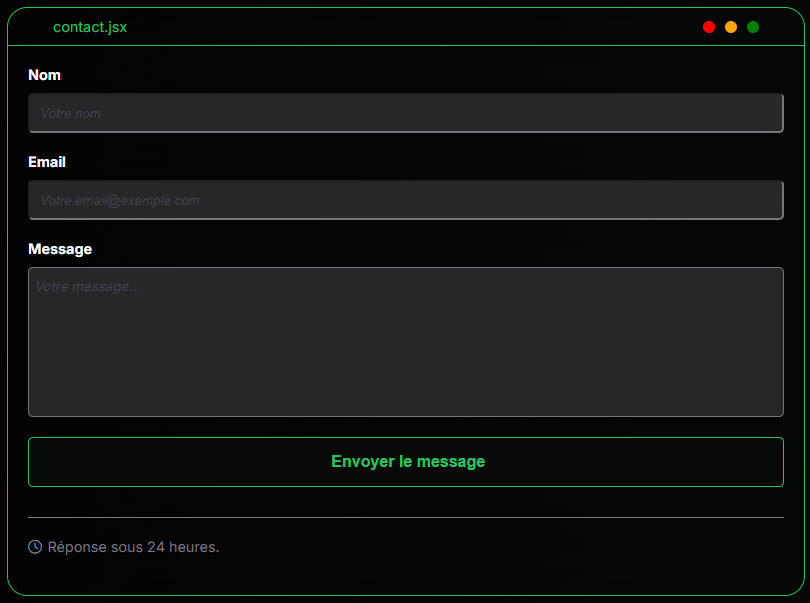 contact.jsx
Nom
Votre nom
Email
Votre.email@exemple.com
Message
Votre message...
Envoyer le message
Réponse sous 24 heures.